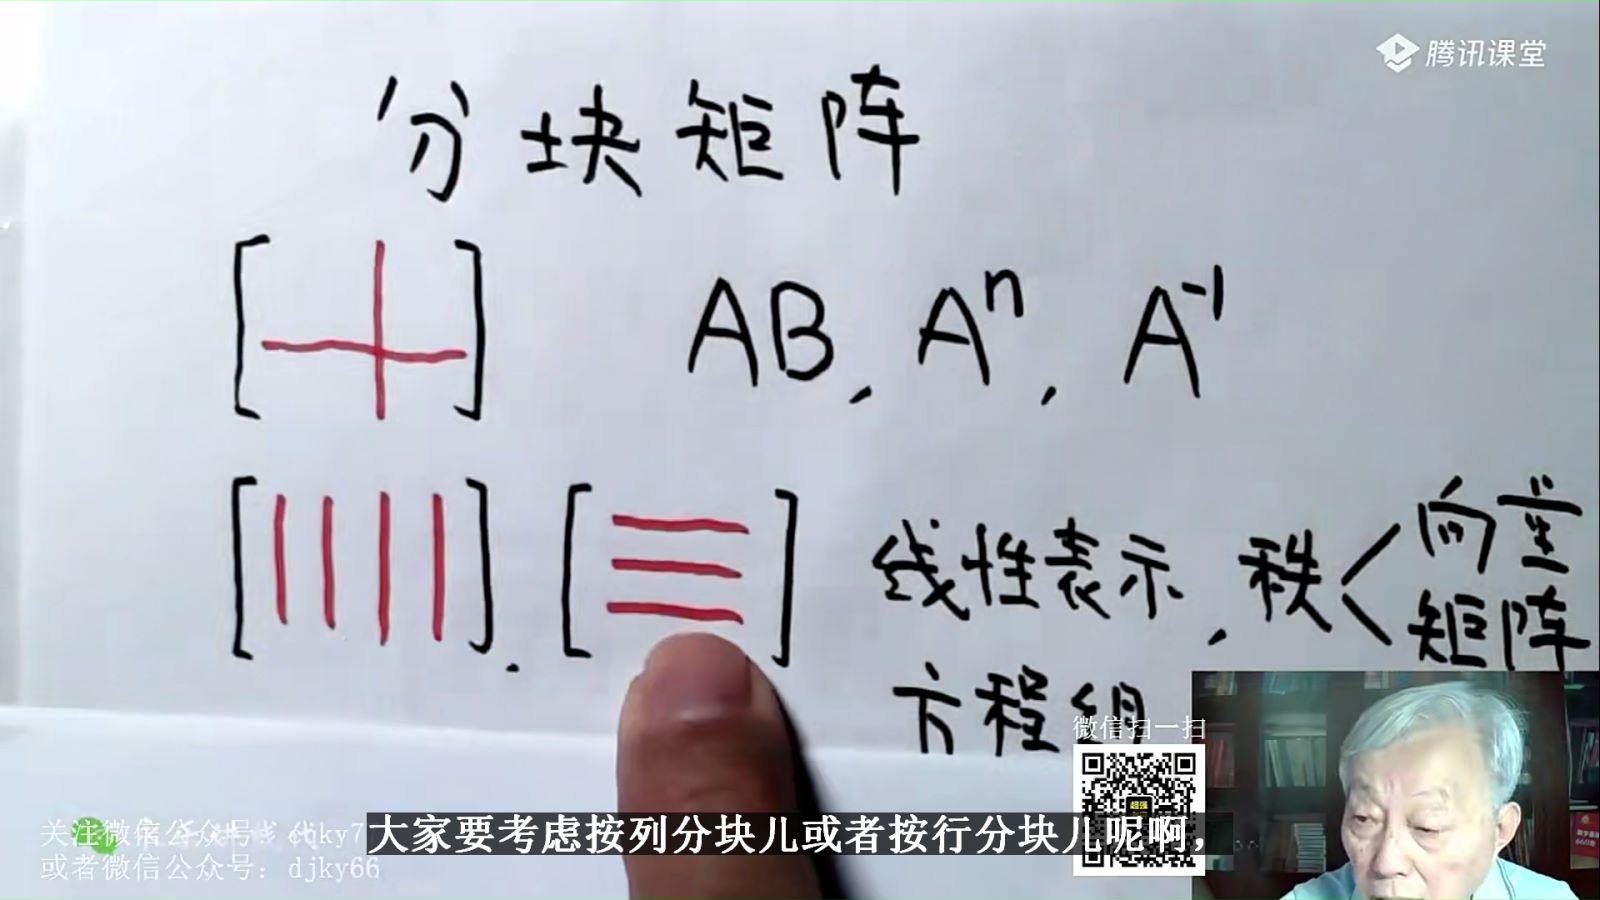 腾讯课堂
分块矩阵
AB, Aⁿ, A⁻¹
线性表示, 秩 < 向量
矩阵
方程组
微信扫一扫
超强
大家要考虑按列分块儿或者按行分块儿呢啊,
关注微信公众号:
或者微信公众号: djky66